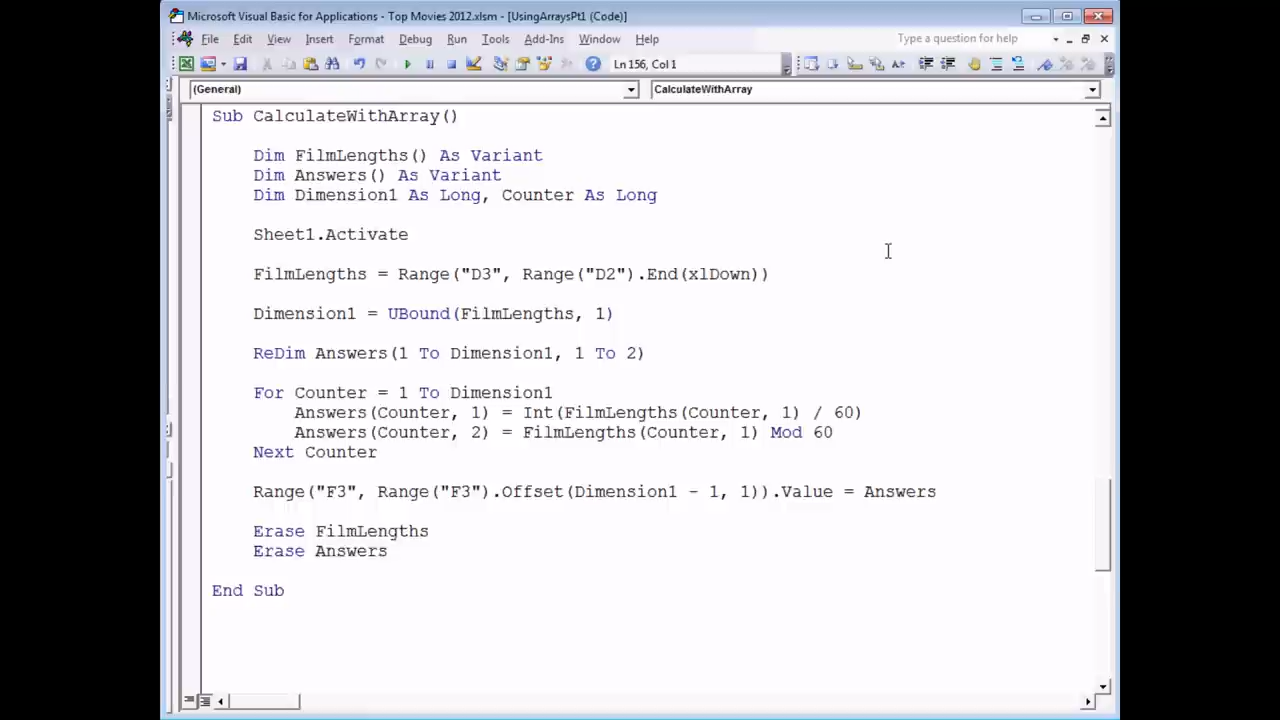 Microsoft Visual Basic for Applications - Top Movies 2012.xlsm - [UsingArraysPt1 (Code)]
File Edit View Insert Format Debug Run Tools Add-Ins Window Help Type a question for help
Ln 156, Col 1
(General) CalculateWithArray
Sub CalculateWithArray()
Dim FilmLengths() As Variant
Dim Answers() As Variant
Dim Dimension1 As Long, Counter As Long
Sheet1.Activate
FilmLengths = Range("D3", Range("D2").End(xlDown))
Dimension1 = UBound(FilmLengths, 1)
ReDim Answers(1 To Dimension1, 1 To 2)
For Counter = 1 To Dimension1
Answers(Counter, 1) = Int(FilmLengths(Counter, 1) / 60)
Answers(Counter, 2) = FilmLengths(Counter, 1) Mod 60
Next Counter
Range("F3", Range("F3").Offset(Dimension1 - 1, 1)).Value = Answers
Erase FilmLengths
Erase Answers
End Sub